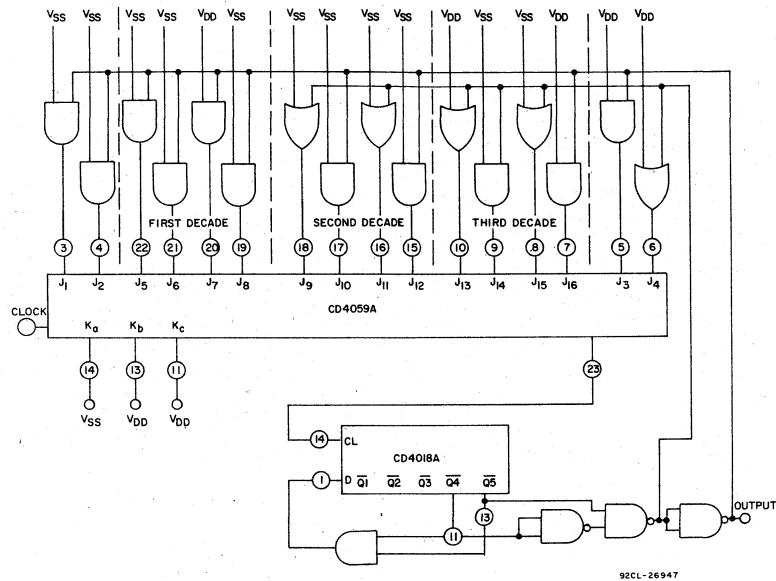 VSS VSS VSS VSS VDD VSS VSS VSS VSS VSS VDD VSS VSS VDD VDD VDD
FIRST DECADE SECOND DECADE THIRD DECADE
3 4 22 21 20 19 18 17 16 15 10 9 8 7 5 6
J1 J2 J5 J6 J7 J8 J9 J10 J11 J12 J13 J14 J15 J16 J3 J4
CLOCK
CD4059A
Ka Kb Kc
14 13 11 23
VSS VDD VDD
14 CL
CD4018A
1 D Q1 Q2 Q3 Q4 Q5
11 13
OUTPUT
92CL-26947